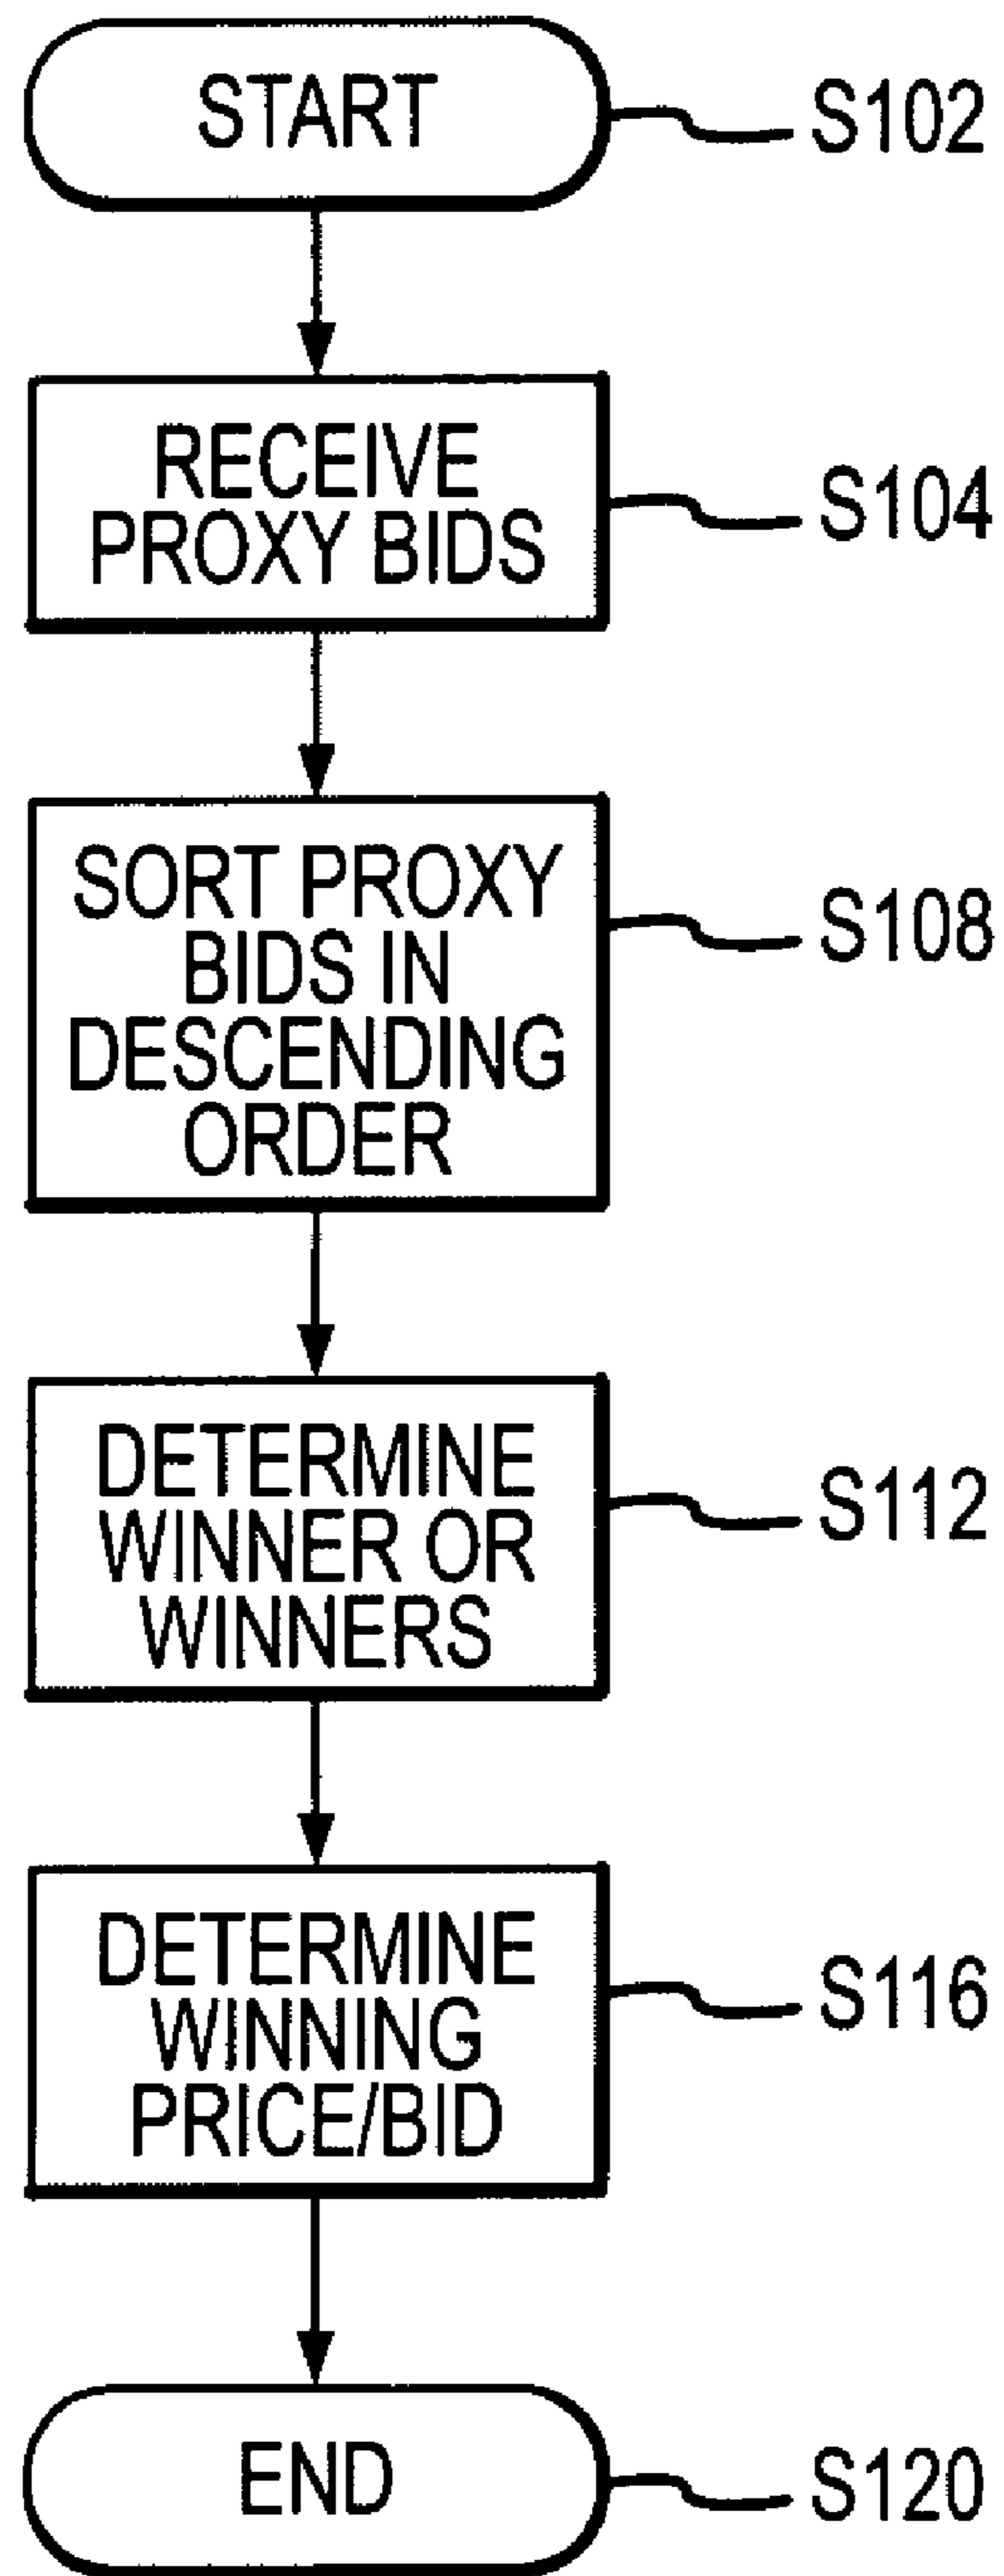 START
S102
RECEIVE
PROXY BIDS
S104
SORT PROXY
BIDS IN
DESCENDING
ORDER
S108
DETERMINE
WINNER OR
WINNERS
S112
DETERMINE
WINNING
PRICE/BID
S116
END
S120